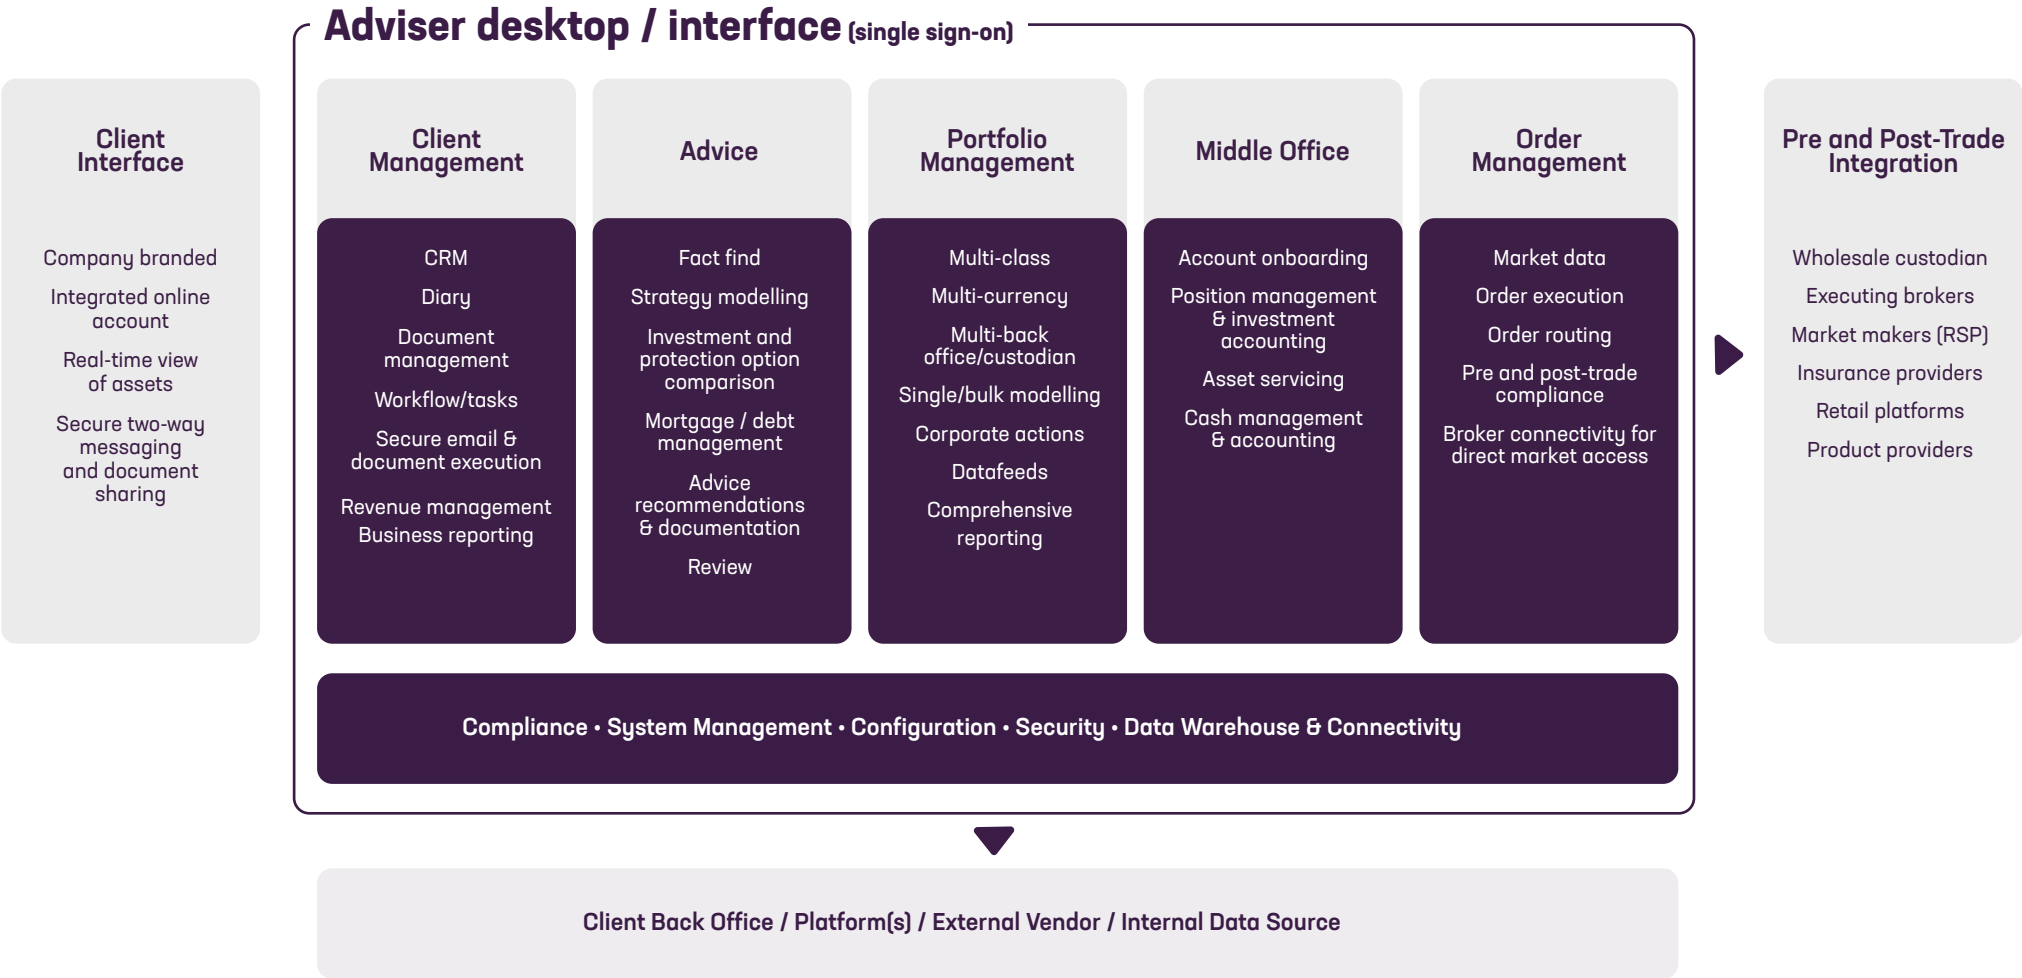 Adviser desktop / interface (single sign-on)
Client
Interface
Company branded
Integrated online
account
Real-time view
of assets
Secure two-way
messaging
and document
sharing
Client
Management
CRM
Diary
Document
management
Workflow/tasks
Secure email &
document execution
Revenue management
Business reporting
Advice
Fact find
Strategy modelling
Investment and
protection option
comparison
Mortgage / debt
management
Advice
recommendations
& documentation
Review
Portfolio
Management
Multi-class
Multi-currency
Multi-back
office/custodian
Single/bulk modelling
Corporate actions
Datafeeds
Comprehensive
reporting
Middle Office
Account onboarding
Position management
& investment
accounting
Asset servicing
Cash management
& accounting
Order
Management
Market data
Order execution
Order routing
Pre and post-trade
compliance
Broker connectivity for
direct market access
Pre and Post-Trade
Integration
Wholesale custodian
Executing brokers
Market makers (RSP)
Insurance providers
Retail platforms
Product providers
Compliance • System Management • Configuration • Security • Data Warehouse & Connectivity
Client Back Office / Platform(s) / External Vendor / Internal Data Source